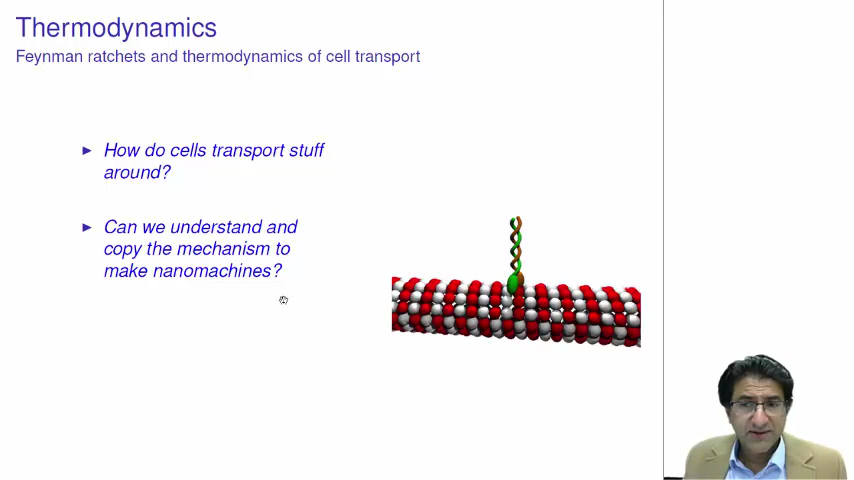 Thermodynamics
Feynman ratchets and thermodynamics of cell transport
How do cells transport stuff
around?
Can we understand and
copy the mechanism to
make nanomachines?